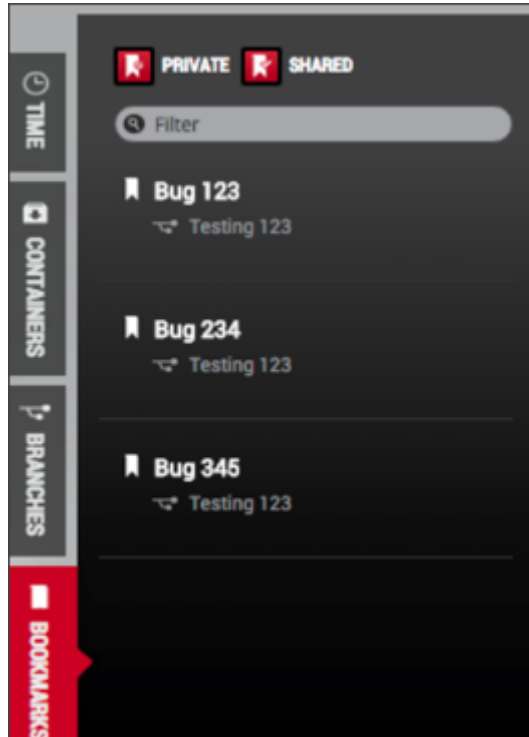 PRIVATE SHARED
Filter
Bug 123
Testing 123
Bug 234
Testing 123
Bug 345
Testing 123
TIME
CONTAINERS
BRANCHES
BOOKMARKS